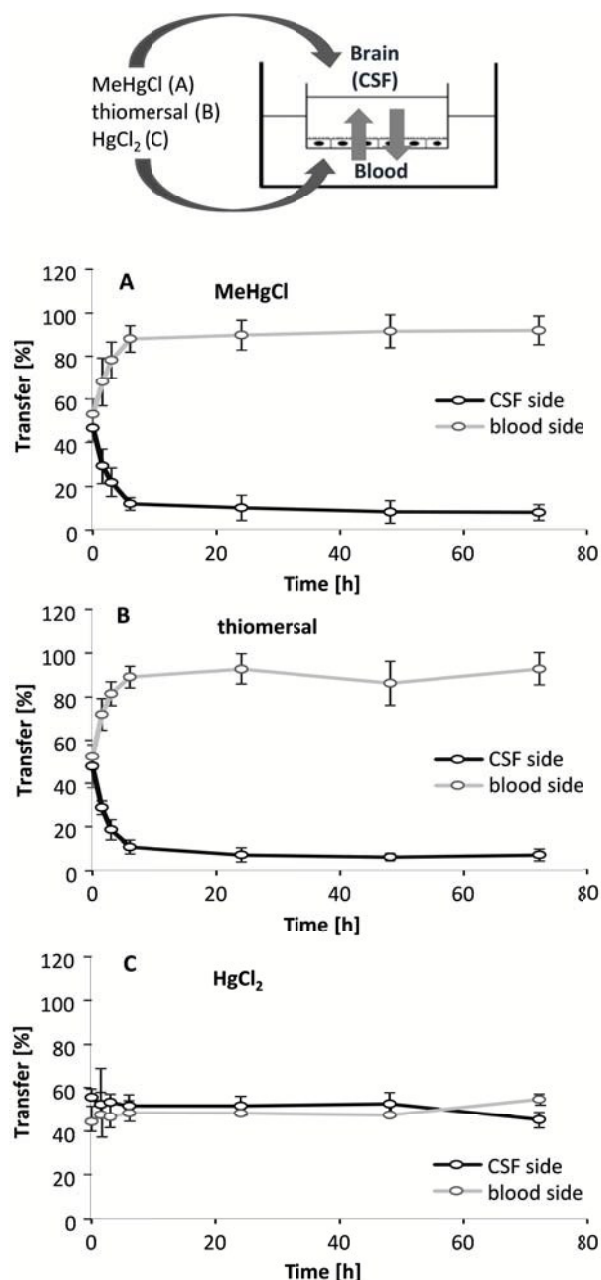 Brain
(CSF)
MeHgCl (A)
thiomersal (B)
HgCl₂ (C)
Blood
A
MeHgCl
120
100
80
60
40
20
0
Transfer [%]
CSF side
blood side
0 20 40 60 80
Time [h]
B
thiomersal
120
100
80
60
40
20
0
Transfer [%]
CSF side
blood side
0 20 40 60 80
Time [h]
C
HgCl₂
120
100
80
60
40
20
0
Transfer [%]
CSF side
blood side
0 20 40 60 80
Time [h]